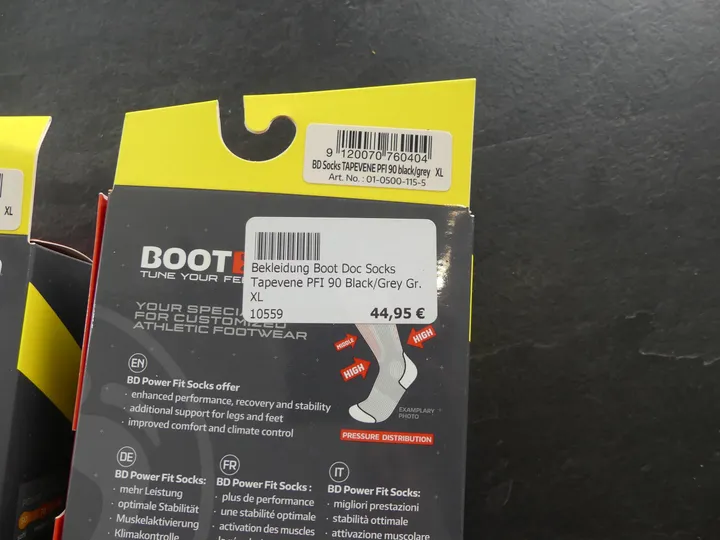 9 120070 760404
BD Socks TAPEVENE PFI 90 black/grey XL
Art. No. : 01-0500-115-5
XL
Bekleidung Boot Doc Socks
Tapevene PFI 90 Black/Grey Gr.
XL
10559 44,95 €
BOOT
TUNE YOUR
YOUR
FOR CUSTOMIZED
ATHLETIC FOOTWEAR
MIDDLE
HIGH
HIGH
EXAMPLARY
PHOTO
PRESSURE DISTRIBUTION
EN
BD Power Fit Socks offer
· enhanced performance, recovery and stability
· additional support for legs and feet
· improved comfort and climate control
DE
BD Power Fit Socks:
· mehr Leistung
· optimale Stabilität
· Muskelaktivierung
· Klimakontrolle
FR
BD Power Fit Socks :
· plus de performance
· une stabilité optimale
· activation des muscles
IT
BD Power Fit Socks:
· migliori prestazioni
· stabilità ottimale
· attivazione muscolare